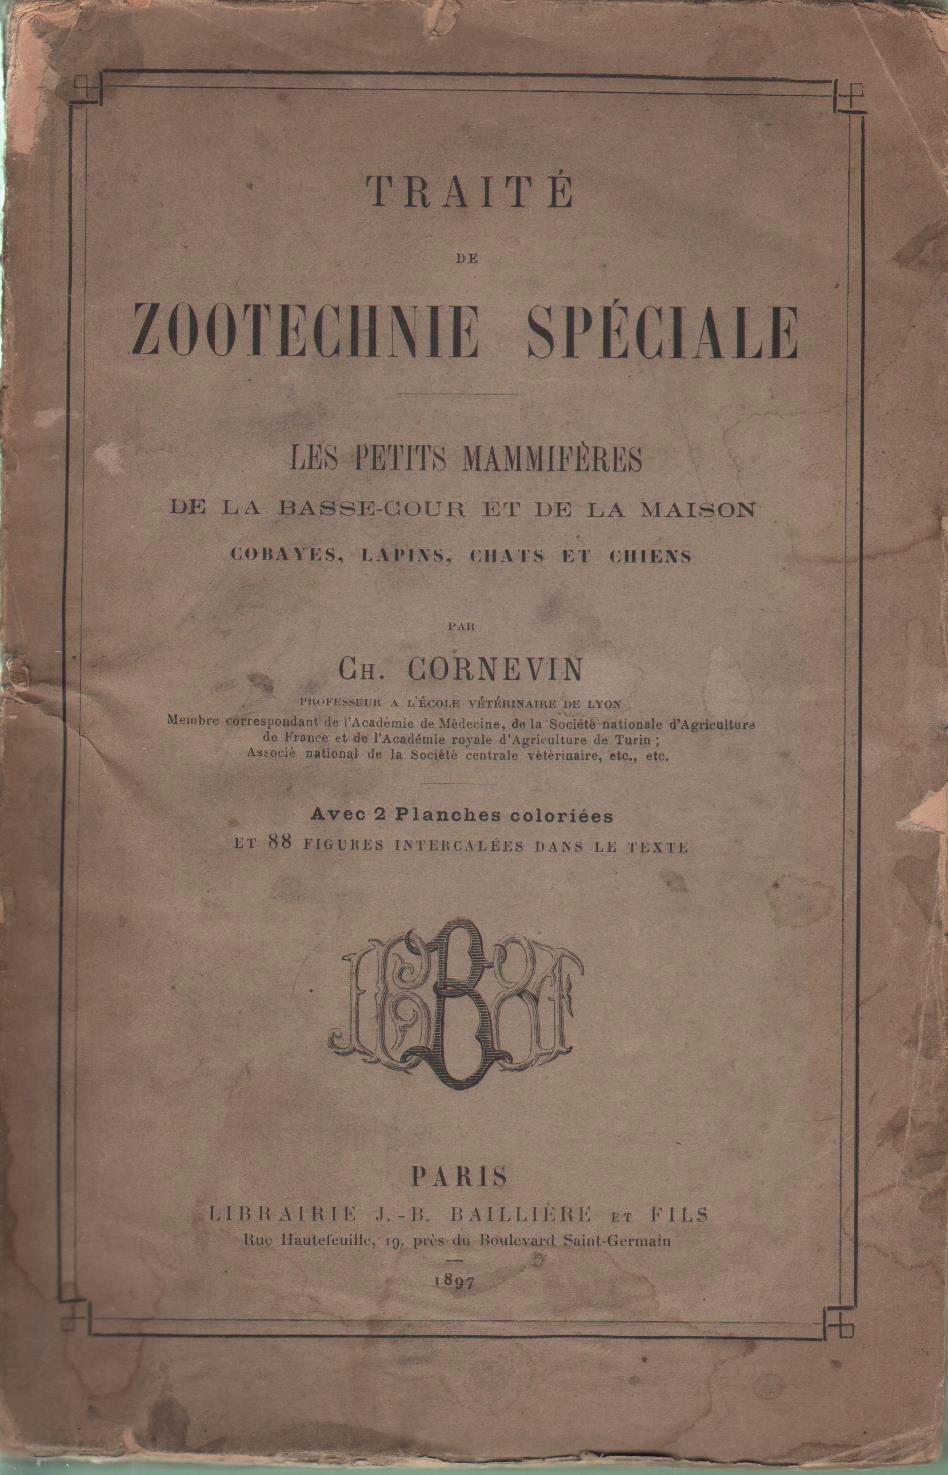 TRAITÉ
DE
ZOOTECHNIE SPÉCIALE
LES PETITS MAMMIFÈRES
DE LA BASSE-COUR ET DE LA MAISON
COBAYES, LAPINS, CHATS ET CHIENS
PAR
CH. CORNEVIN
PROFESSEUR A L'ÉCOLE VÉTÉRINAIRE DE LYON
Membre correspondant de l'Académie de Médecine, de la Société nationale d'Agriculture
de France et de l'Académie royale d'Agriculture de Turin ;
Associé national de la Société centrale vétérinaire, etc., etc.
Avec 2 Planches coloriées
ET 88 FIGURES INTERCALÉES DANS LE TEXTE
PARIS
LIBRAIRIE J.-B. BAILLIÈRE ET FILS
Rue Hautefeuille, 19, près du Boulevard Saint-Germain
1897